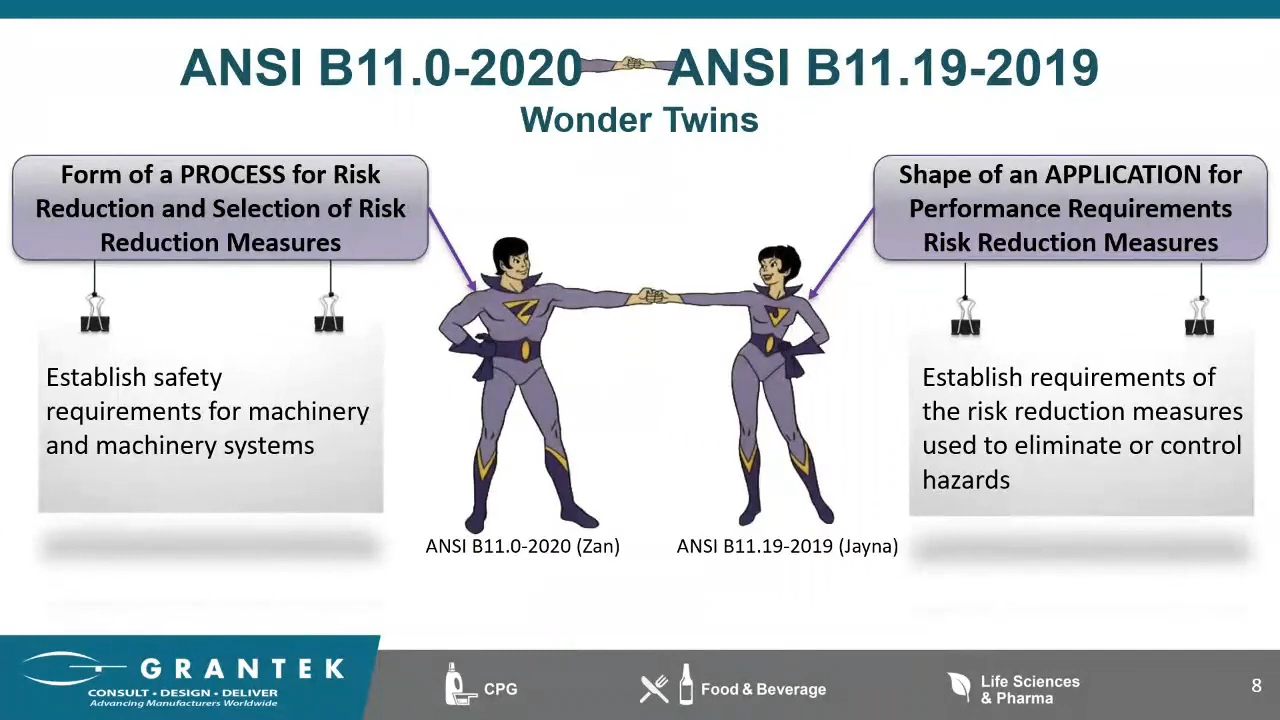 ANSI B11.0-2020 ANSI B11.19-2019
Wonder Twins
Form of a PROCESS for Risk
Reduction and Selection of Risk
Reduction Measures
Shape of an APPLICATION for
Performance Requirements
Risk Reduction Measures
Establish safety
requirements for machinery
and machinery systems
Z
J
Establish requirements of
the risk reduction measures
used to eliminate or control
hazards
ANSI B11.0-2020 (Zan)
ANSI B11.19-2019 (Jayna)
GRANTEK
CONSULT • DESIGN • DELIVER
Advancing Manufacturers Worldwide
CPG
Food & Beverage
Life Sciences
& Pharma
8